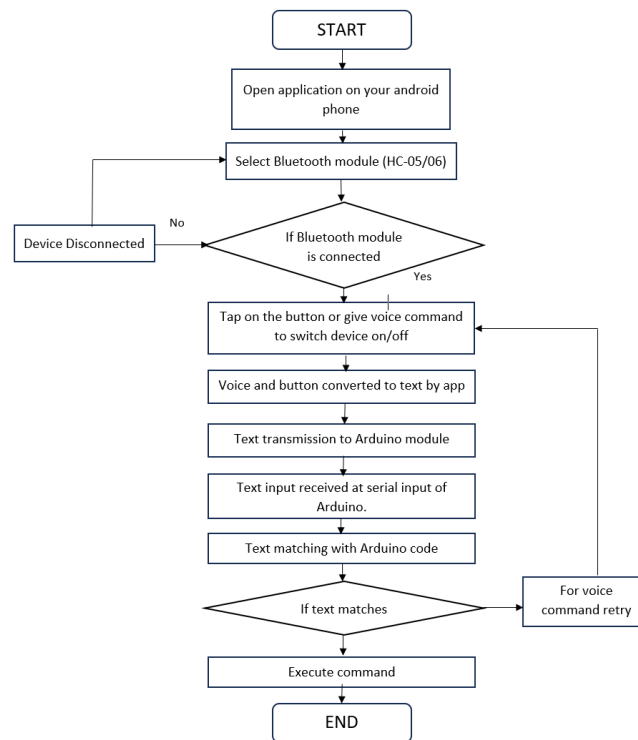 START
Open application on your android
phone
Select Bluetooth module (HC-05/06)
If Bluetooth module
is connected
No
Device Disconnected
Yes
Tap on the button or give voice command
to switch device on/off
Voice and button converted to text by app
Text transmission to Arduino module
Text input received at serial input of
Arduino.
Text matching with Arduino code
If text matches
For voice
command retry
Execute command
END